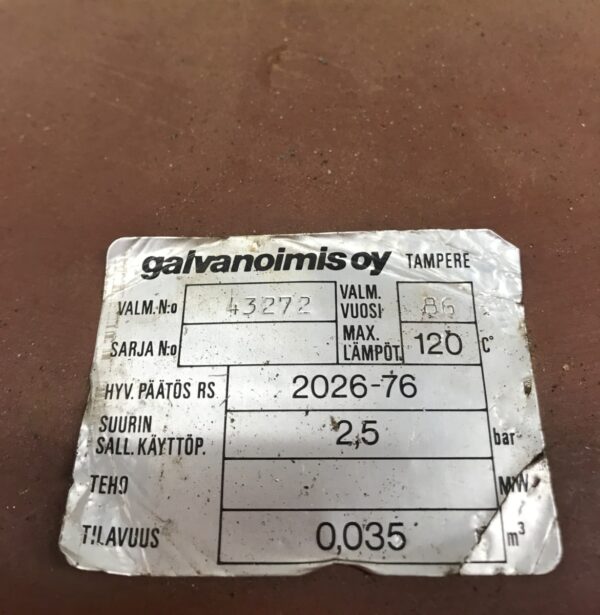 galvanoimis oy TAMPERE
VALM. N:o 43272 VALM. VUOSI 86
SARJA N:o MAX. LÄMPÖT. 120 C°
HYV. PÄÄTÖS RS 2026-76
SUURIN SALL. KÄYTTÖP. 2,5 bar
TEHO MW
TILAVUUS 0,035 m³